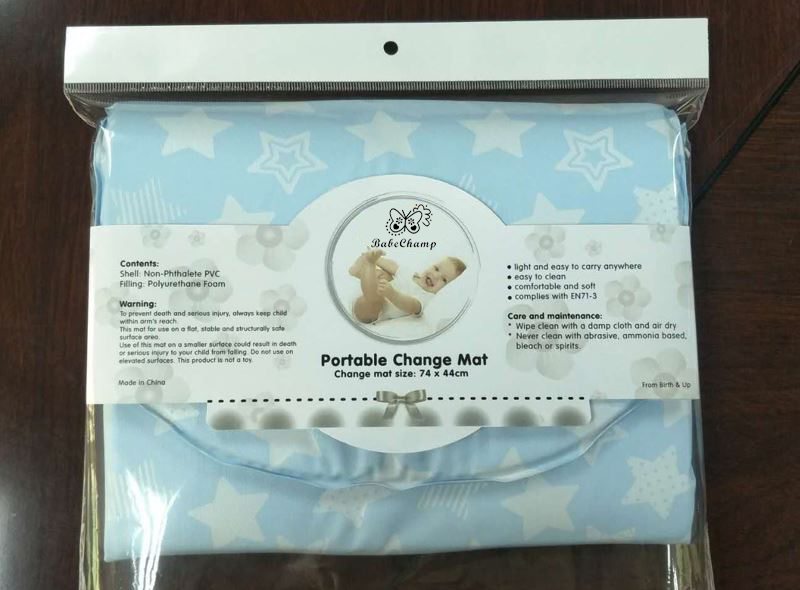 BabeChamp
Contents:
Shell: Non-Phthalete PVC
Filling: Polyurethane Foam
Warning:
To prevent death and serious injury, always keep child
within arm's reach.
This mat for use on a flat, stable and structurally safe
surface area.
Use of this mat on a smaller surface could result in death
or serious injury to your child from falling. Do not use on
elevated surfaces. This product is not a toy.
Made in China
Portable Change Mat
Change mat size: 74 x 44cm
• light and easy to carry anywhere
• easy to clean
• comfortable and soft
• complies with EN71-3
Care and maintenance:
* Wipe clean with a damp cloth and air dry
* Never clean with abrasive, ammonia based,
bleach or spirits.
From Birth & Up